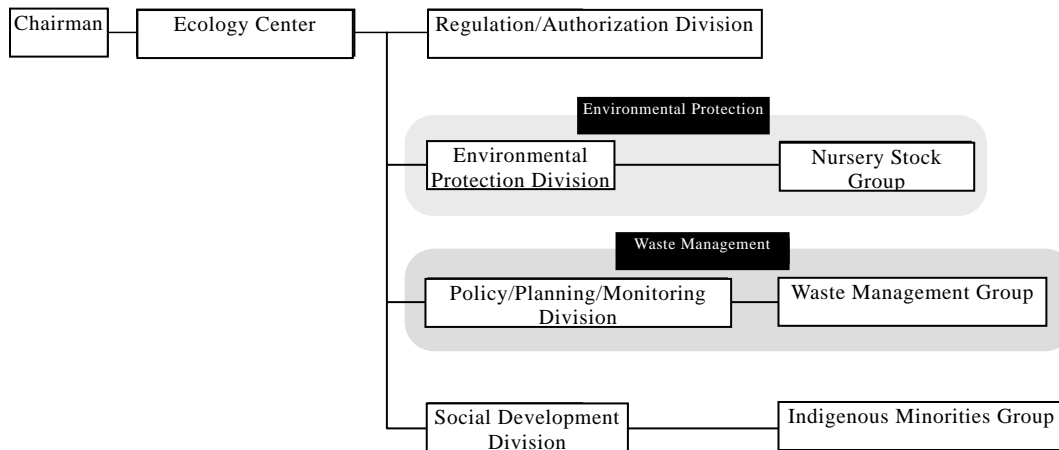 Chairman
Ecology Center
Regulation/Authorization Division
Environmental Protection
Environmental
Protection Division
Nursery Stock
Group
Waste Management
Policy/Planning/Monitoring
Division
Waste Management Group
Social Development
Division
Indigenous Minorities Group